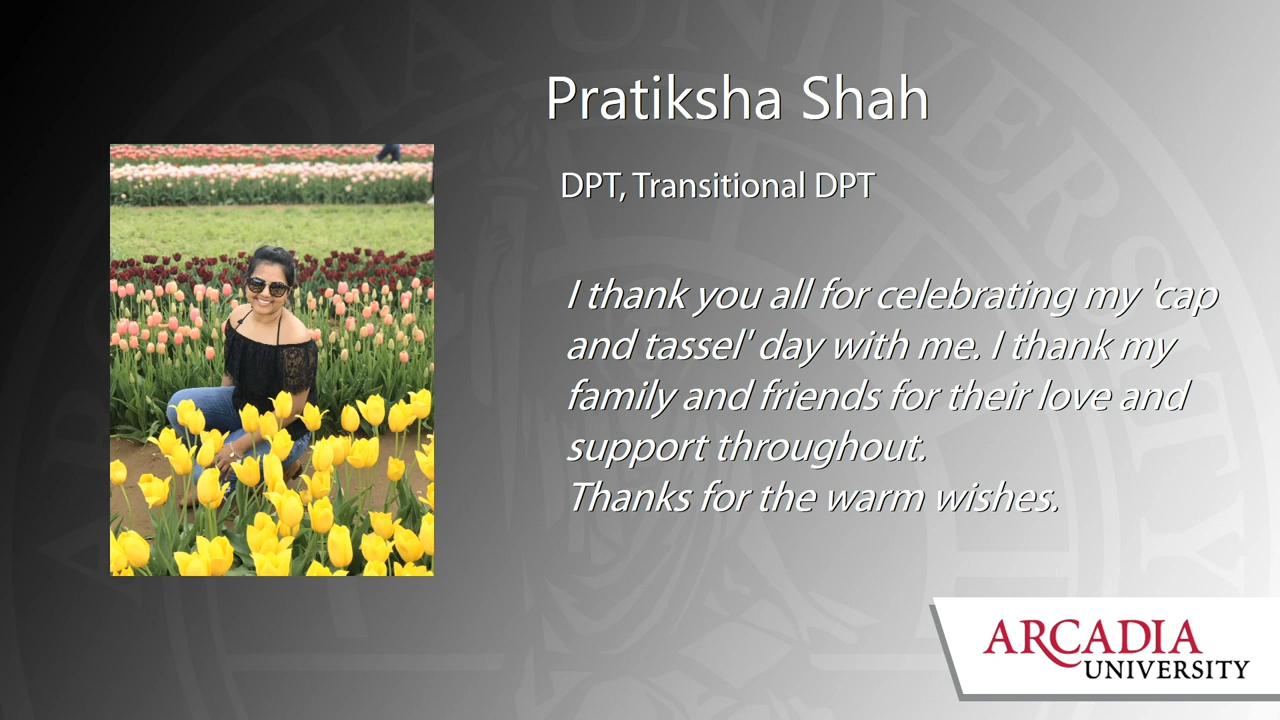 Pratiksha Shah
DPT, Transitional DPT
I thank you all for celebrating my 'cap
and tassel' day with me. I thank my
family and friends for their love and
support throughout.
Thanks for the warm wishes.
ARCADIA
UNIVERSITY